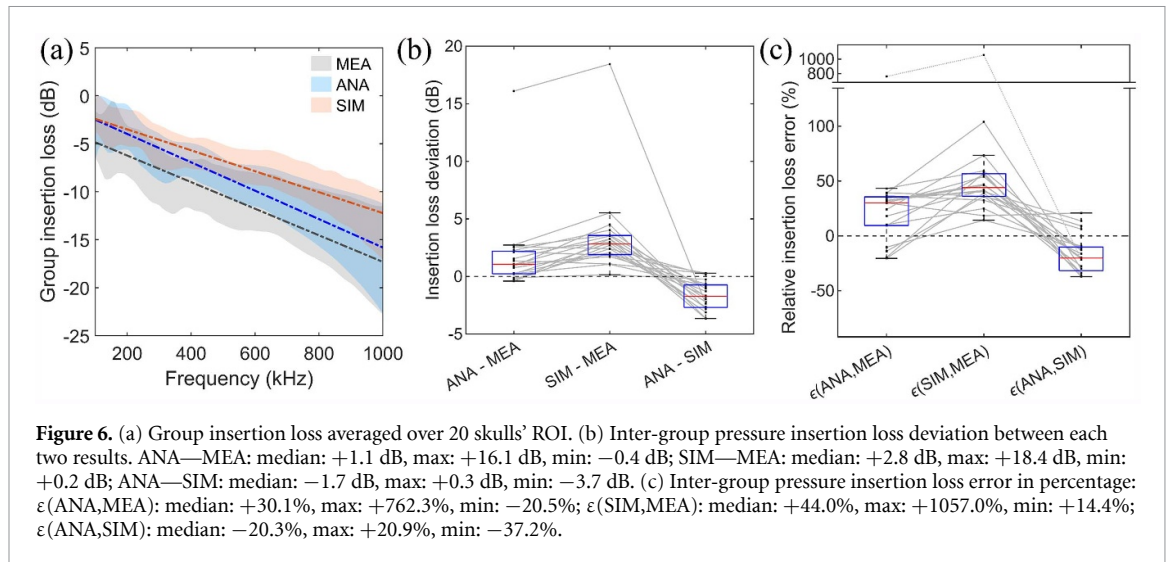 (a)
Group insertion loss (dB)
5
0
-5
-10
-15
-20
-25
200
400
600
800
1000
Frequency (kHz)
MEA
ANA
SIM
(b)
Insertion loss deviation (dB)
20
15
10
5
0
-5
ANA - MEA
SIM - MEA
ANA - SIM
(c)
Relative insertion loss error (%)
1000
800
100
50
0
-50
ϵ(ANA,MEA)
ϵ(SIM,MEA)
ϵ(ANA,SIM)
Figure 6. (a) Group insertion loss averaged over 20 skulls’ ROI. (b) Inter-group pressure insertion loss deviation between each
two results. ANA—MEA: median: +1.1 dB, max: +16.1 dB, min: −0.4 dB; SIM—MEA: median: +2.8 dB, max: +18.4 dB, min:
+0.2 dB; ANA—SIM: median: −1.7 dB, max: +0.3 dB, min: −3.7 dB. (c) Inter-group pressure insertion loss error in percentage:
ε(ANA,MEA): median: +30.1%, max: +762.3%, min: −20.5%; ε(SIM,MEA): median: +44.0%, max: +1057.0%, min: +14.4%;
ε(ANA,SIM): median: −20.3%, max: +20.9%, min: −37.2%.